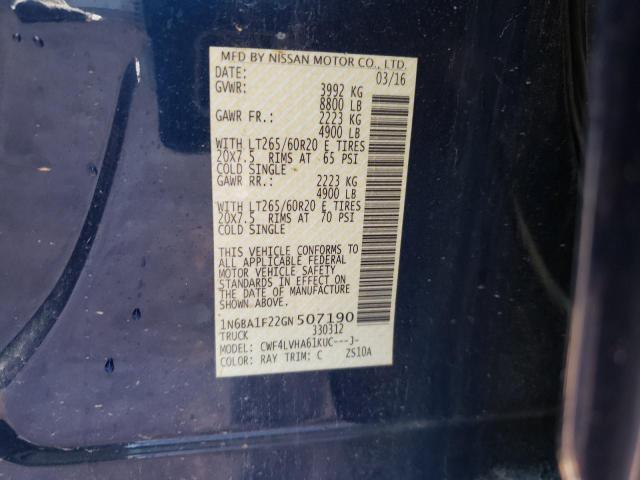 MFD BY NISSAN MOTOR CO., LTD.
DATE: 03/16
GVWR: 3992 KG
8800 LB
GAWR FR.: 2223 KG
4900 LB
WITH LT265/60R20 E TIRES
20X7.5 RIMS AT 65 PSI
COLD SINGLE
GAWR RR.: 2223 KG
4900 LB
WITH LT265/60R20 E TIRES
20X7.5 RIMS AT 70 PSI
COLD SINGLE
THIS VEHICLE CONFORMS TO
ALL APPLICABLE FEDERAL
MOTOR VEHICLE SAFETY
STANDARDS IN EFFECT ON
THE DATE OF MANUFACTURE
SHOWN ABOVE.
1N6BA1F22GN507190
TRUCK 330312
MODEL: CWF4LVHA61KUC---J-
COLOR: RAY TRIM: C ZS10A